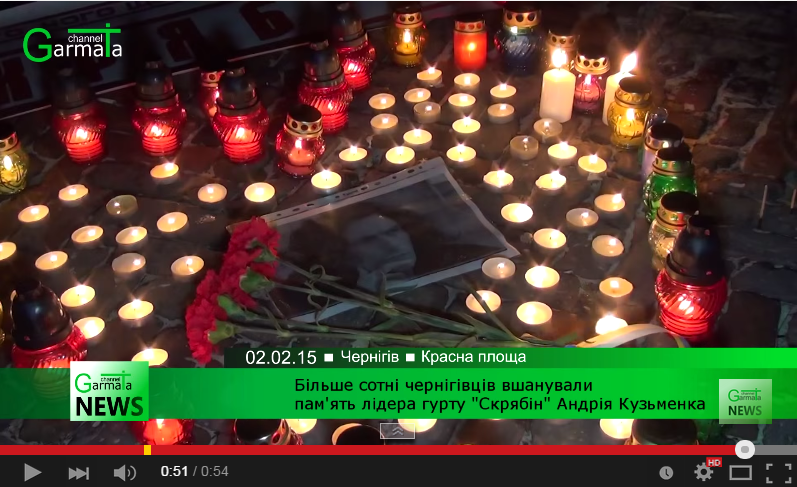 channel
Garmata
02.02.15 ■ Чернігів ■ Красна площа
channel
Garmata
NEWS
Більше сотні чернігівців вшанували
пам'ять лідера гурту "Скрябін" Андрія Кузьменка
channel
Garmata
NEWS
0:51 / 0:54
HD